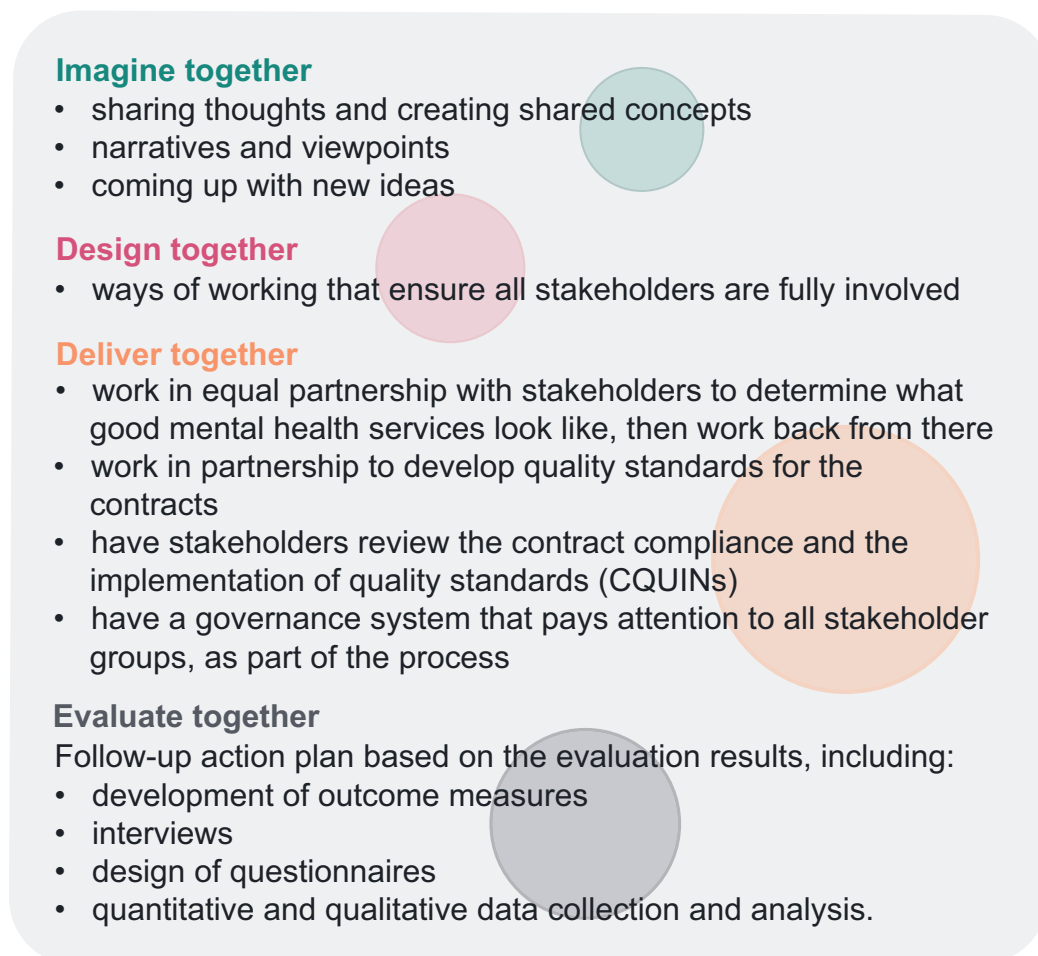 Imagine together
• sharing thoughts and creating shared concepts
• narratives and viewpoints
• coming up with new ideas
Design together
• ways of working that ensure all stakeholders are fully involved
Deliver together
• work in equal partnership with stakeholders to determine what
good mental health services look like, then work back from there
• work in partnership to develop quality standards for the
contracts
• have stakeholders review the contract compliance and the
implementation of quality standards (CQUINs)
• have a governance system that pays attention to all stakeholder
groups, as part of the process
Evaluate together
Follow-up action plan based on the evaluation results, including:
• development of outcome measures
• interviews
• design of questionnaires
• quantitative and qualitative data collection and analysis.